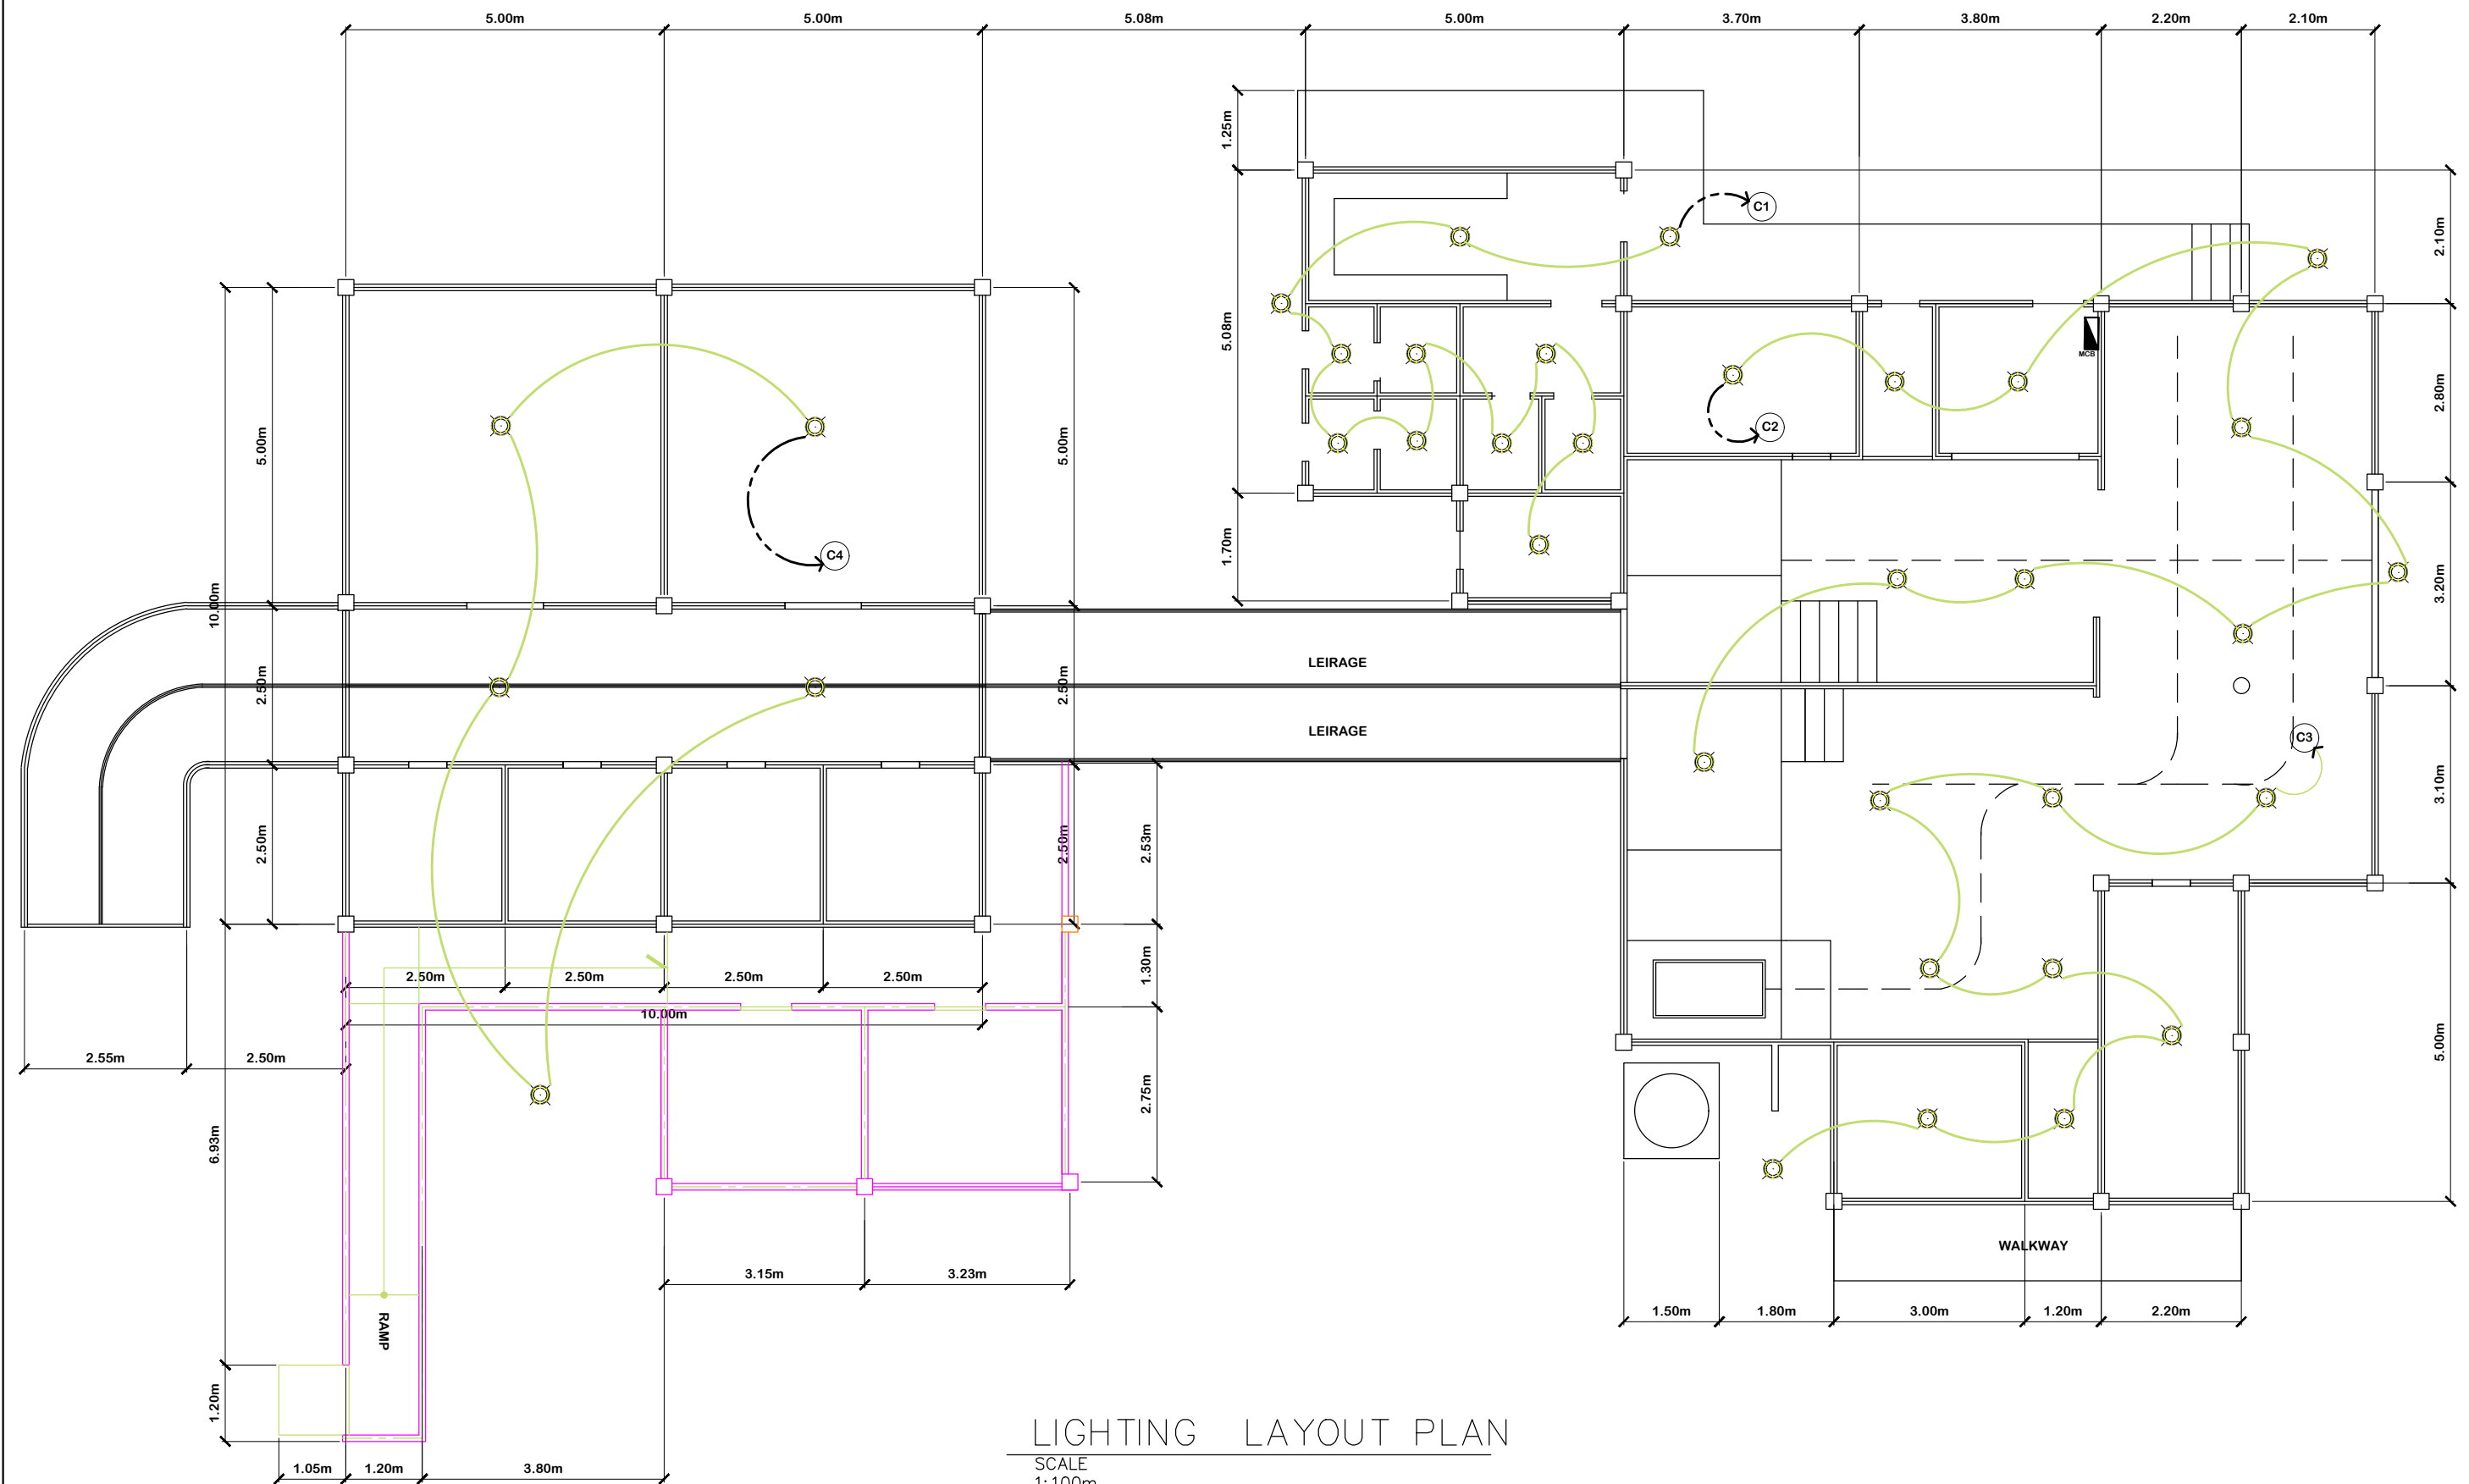 5.00m 5.00m 5.08m 5.00m 3.70m 3.80m 2.20m 2.10m
1.25m
C1
2.10m
5.08m
MCB
2.80m
5.00m
5.00m
C2
1.70m
C4
10.00m
3.20m
LEIRAGE
2.50m
2.50m
LEIRAGE
C3
3.10m
2.50m
2.50m
2.53m
2.50m 2.50m 2.50m 2.50m
1.30m
10.00m
2.55m 2.50m
5.00m
2.75m
6.93m
WALKWAY
3.15m 3.23m
1.50m 1.80m 3.00m 1.20m 2.20m
RAMP
1.20m
LIGHTING LAYOUT PLAN
1.05m 1.20m 3.80m
SCALE
1:100m